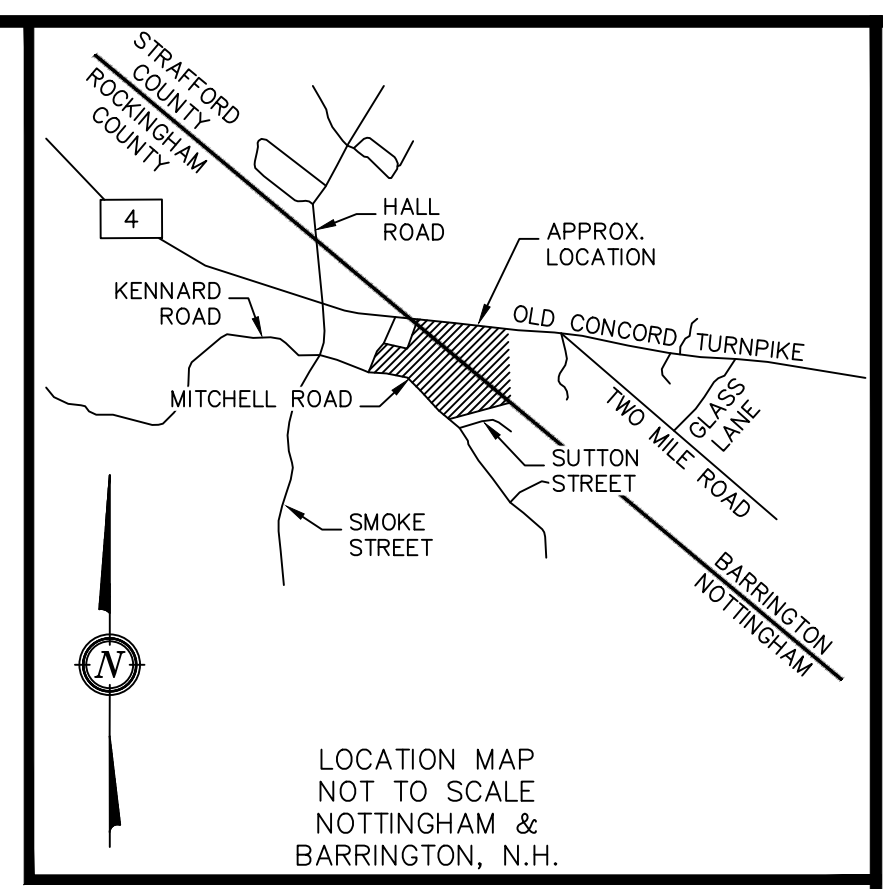 STRAFFORD
COUNTY
ROCKINGHAM
COUNTY
4
HALL
ROAD
APPROX.
LOCATION
KENNARD
ROAD
OLD CONCORD TURNPIKE
MITCHELL ROAD
GLASS
LANE
TWO MILE ROAD
SUTTON
STREET
SMOKE
STREET
BARRINGTON
NOTTINGHAM
N
LOCATION MAP
NOT TO SCALE
NOTTINGHAM &
BARRINGTON, N.H.